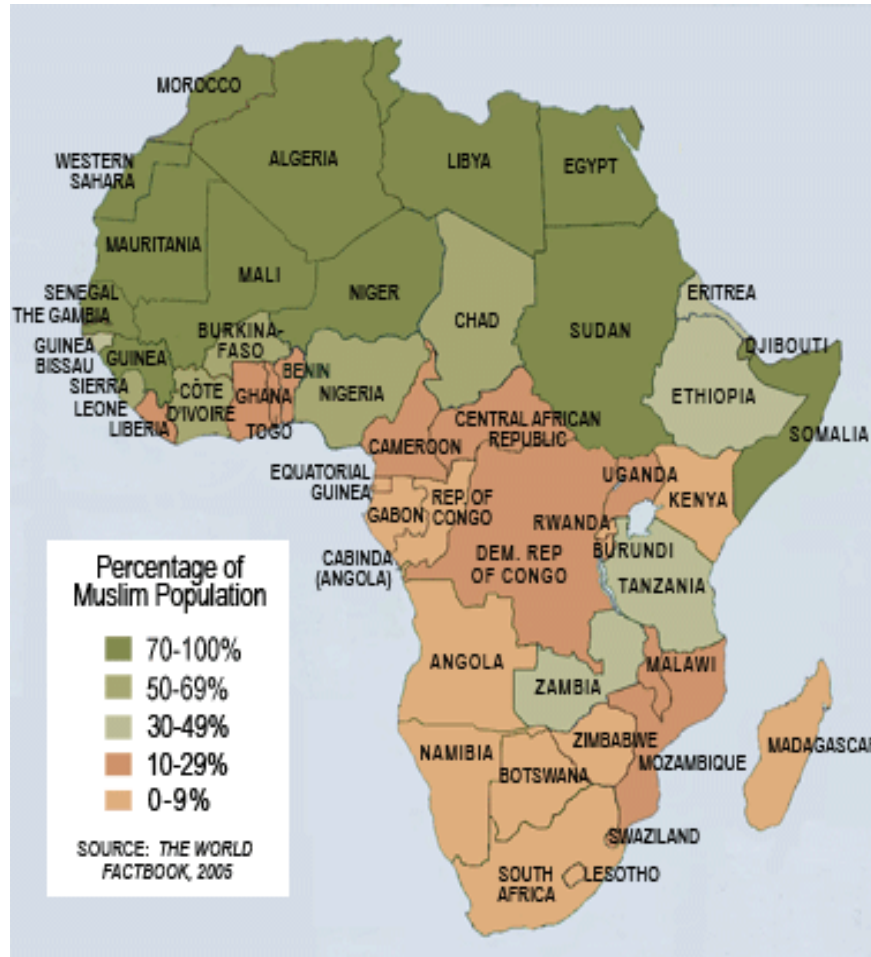 MOROCCO
ALGERIA
LIBYA
EGYPT
WESTERN
SAHARA
MAURITANIA
MALI
NIGER
CHAD
SUDAN
ERITREA
SENEGAL
THE GAMBIA
BURKINA-
FASO
DJIBOUTI
GUINEA
BISSAU
GUINEA
BENIN
NIGERIA
ETHIOPIA
SIERRA
LEONE
CÔTE
D'IVOIRE
GHANA
SOMALIA
LIBERIA
TOGO
CAMEROON
CENTRAL AFRICAN
REPUBLIC
EQUATORIAL
GUINEA
UGANDA
KENYA
GABON
REP. OF
CONGO
RWANDA
BURUNDI
DEM. REP
OF CONGO
CABINDA
(ANGOLA)
TANZANIA
ANGOLA
ZAMBIA
MALAWI
NAMIBIA
ZIMBABWE
BOTSWANA
MOZAMBIQUE
MADAGASCAR
SWAZILAND
SOUTH
AFRICA
LESOTHO
Percentage of
Muslim Population
70-100%
50-69%
30-49%
10-29%
0-9%
SOURCE: THE WORLD
FACTBOOK, 2005